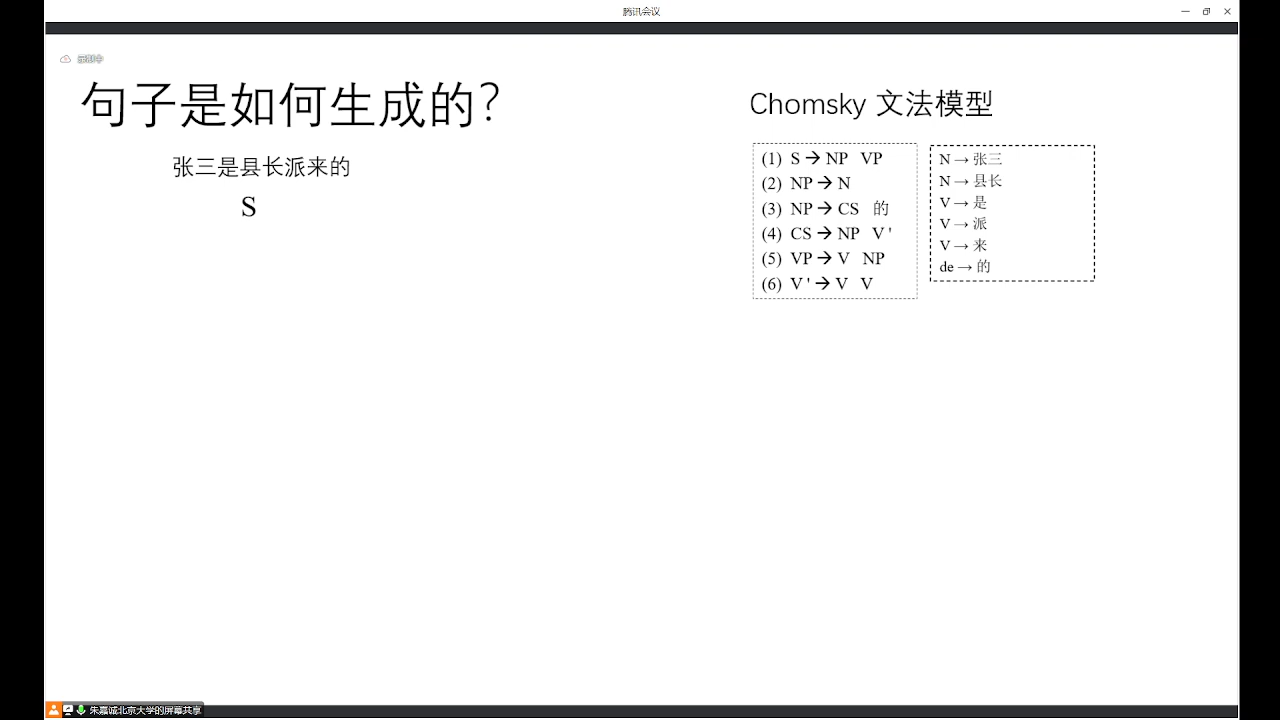 腾讯会议
录制中
句子是如何生成的?
张三是县长派来的
S
Chomsky 文法模型
(1) S → NP VP
(2) NP → N
(3) NP → CS 的
(4) CS → NP V '
(5) VP → V NP
(6) V ' → V V
N → 张三
N → 县长
V → 是
V → 派
V → 来
de → 的
朱嘉诚北京大学的屏幕共享